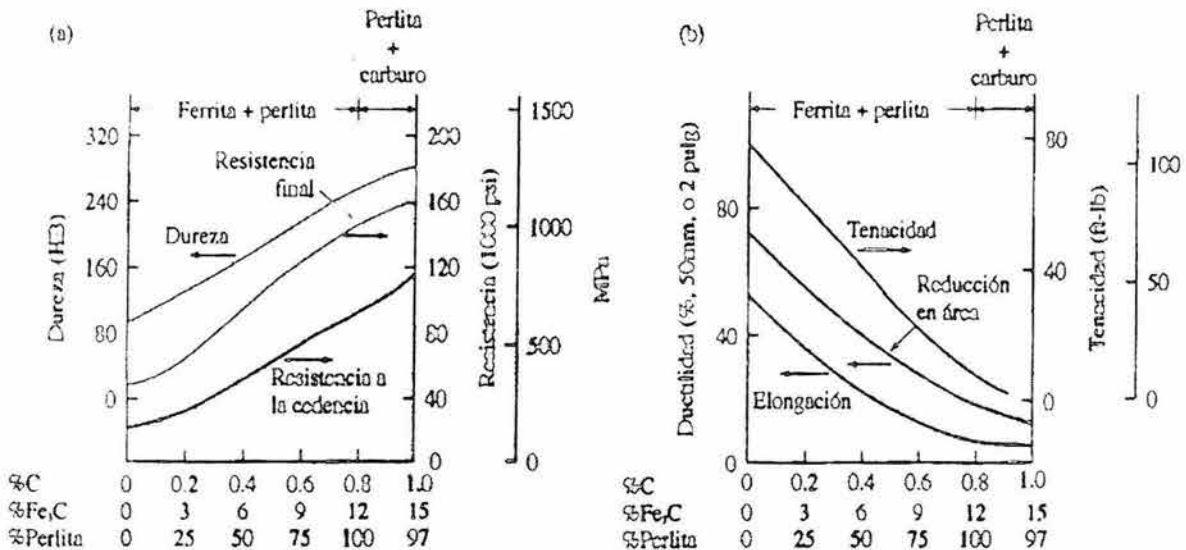 (a)
Perlita
+
carburo
Ferrita + perlita
320
240
160
80
0
Dureza (HB)
Resistencia
final
Dureza
Resistencia a
la cedencia
200
160
120
80
40
0
Resistencia (1000 psi)
1500
1000
500
0
MPa
%C 0 0.2 0.4 0.6 0.8 1.0
%Fe₃C 0 3 6 9 12 15
%Perlita 0 25 50 75 100 97
(b)
Perlita
+
carburo
Ferrita + perlita
80
40
0
Ductilidad (%, 50mm, o 2 pulg)
Tenacidad
Reducción
en área
Elongación
80
40
0
100
50
0
Tenacidad (ft-lb)
%C 0 0.2 0.4 0.6 0.8 1.0
%Fe₃C 0 3 6 9 12 15
%Perlita 0 25 50 75 100 97